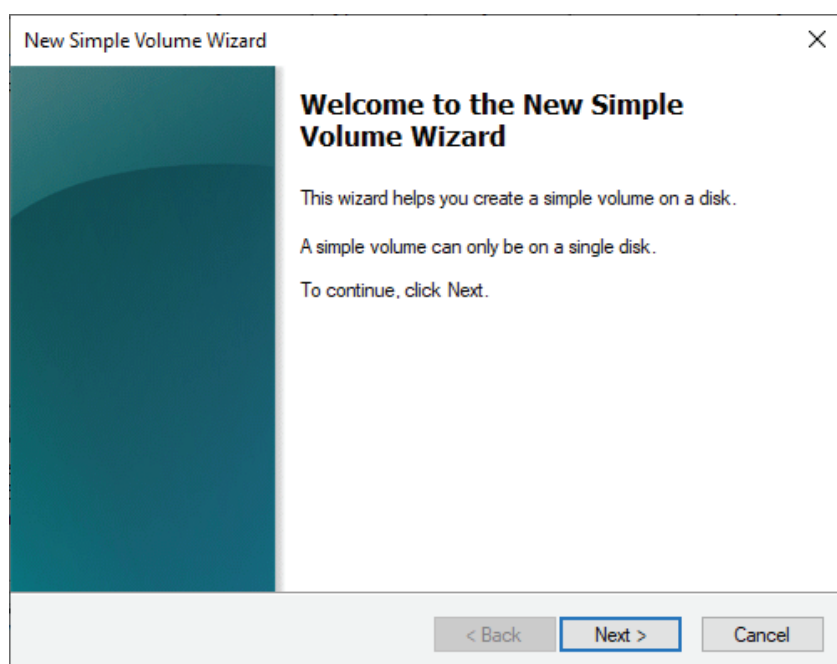 New Simple Volume Wizard
Welcome to the New Simple
Volume Wizard
This wizard helps you create a simple volume on a disk.
A simple volume can only be on a single disk.
To continue, click Next.
< Back
Next >
Cancel